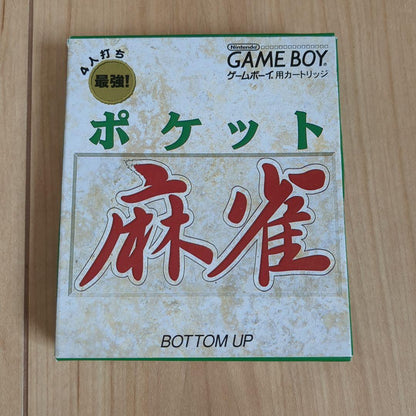 4人打ち
最強!
Nintendo
GAME BOY
ゲームボーイ用カートリッジ
ポケット
麻雀
BOTTOM UP